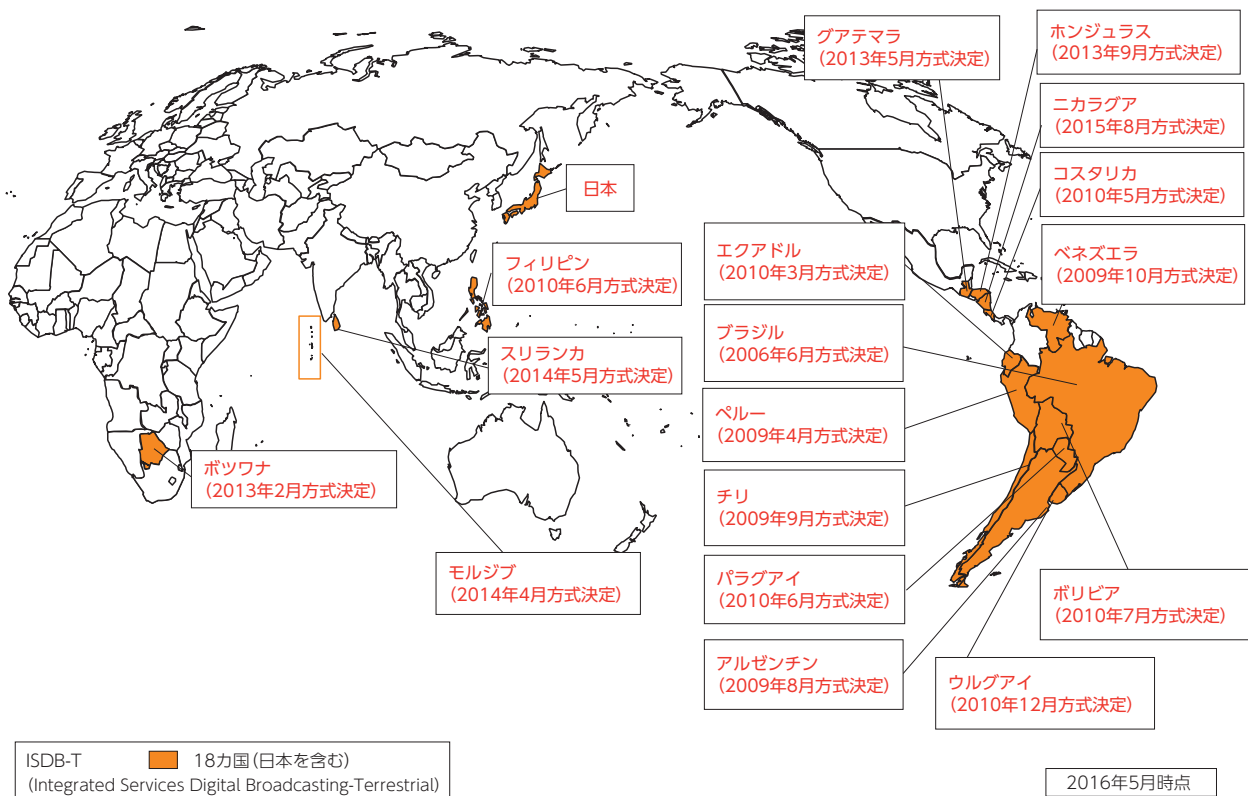 グアテマラ
(2013年5月方式決定)
ホンジュラス
(2013年9月方式決定)
ニカラグア
(2015年8月方式決定)
コスタリカ
(2010年5月方式決定)
日本
エクアドル
(2010年3月方式決定)
ベネズエラ
(2009年10月方式決定)
フィリピン
(2010年6月方式決定)
ブラジル
(2006年6月方式決定)
スリランカ
(2014年5月方式決定)
ペルー
(2009年4月方式決定)
ボツワナ
(2013年2月方式決定)
チリ
(2009年9月方式決定)
モルジブ
(2014年4月方式決定)
パラグアイ
(2010年6月方式決定)
ボリビア
(2010年7月方式決定)
アルゼンチン
(2009年8月方式決定)
ウルグアイ
(2010年12月方式決定)
ISDB-T 18カ国(日本を含む)
(Integrated Services Digital Broadcasting-Terrestrial)
2016年5月時点